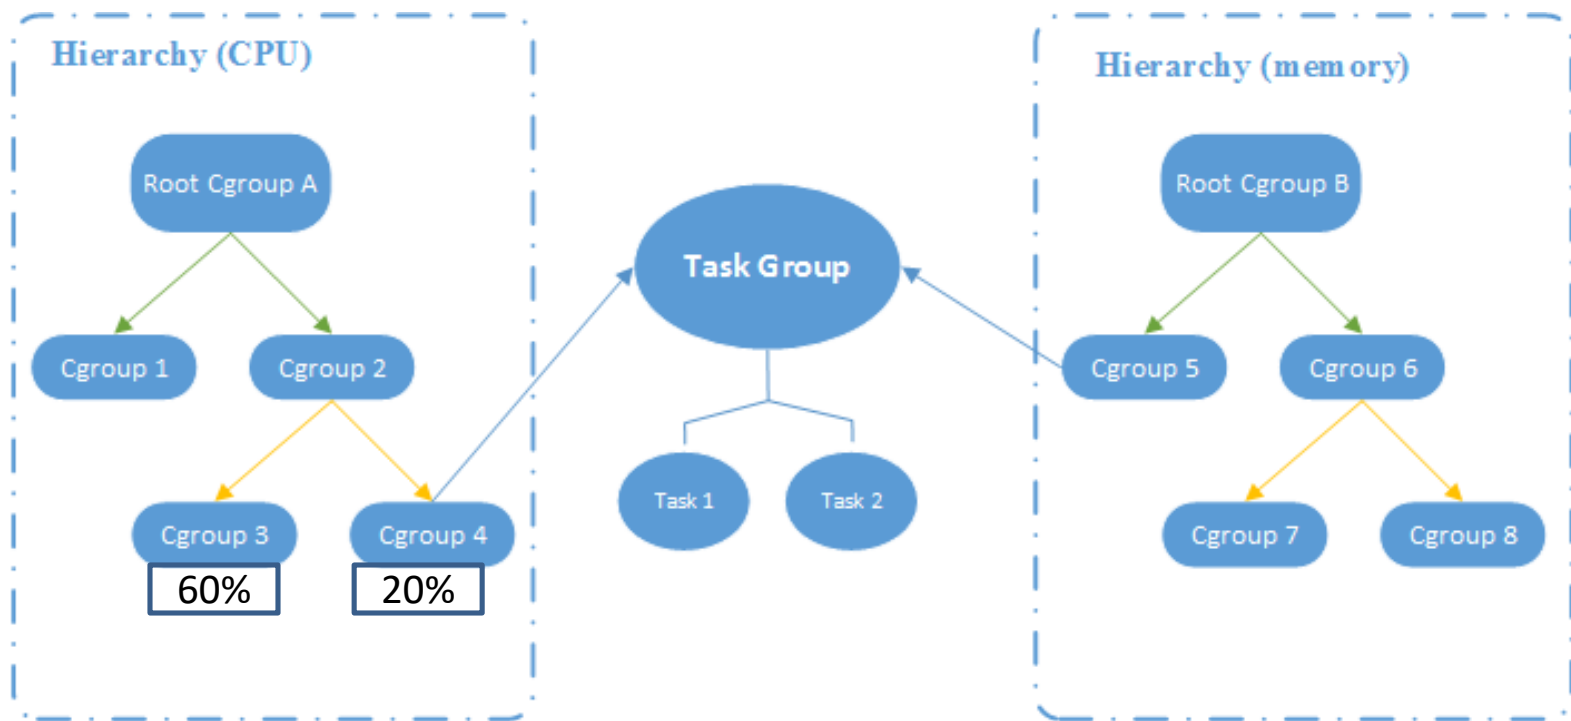 Hierarchy (CPU)
Hierarchy (memory)
Root Cgroup A
Root Cgroup B
Task Group
Cgroup 1
Cgroup 2
Cgroup 5
Cgroup 6
Task 1
Task 2
Cgroup 3
Cgroup 4
Cgroup 7
Cgroup 8
60%
20%